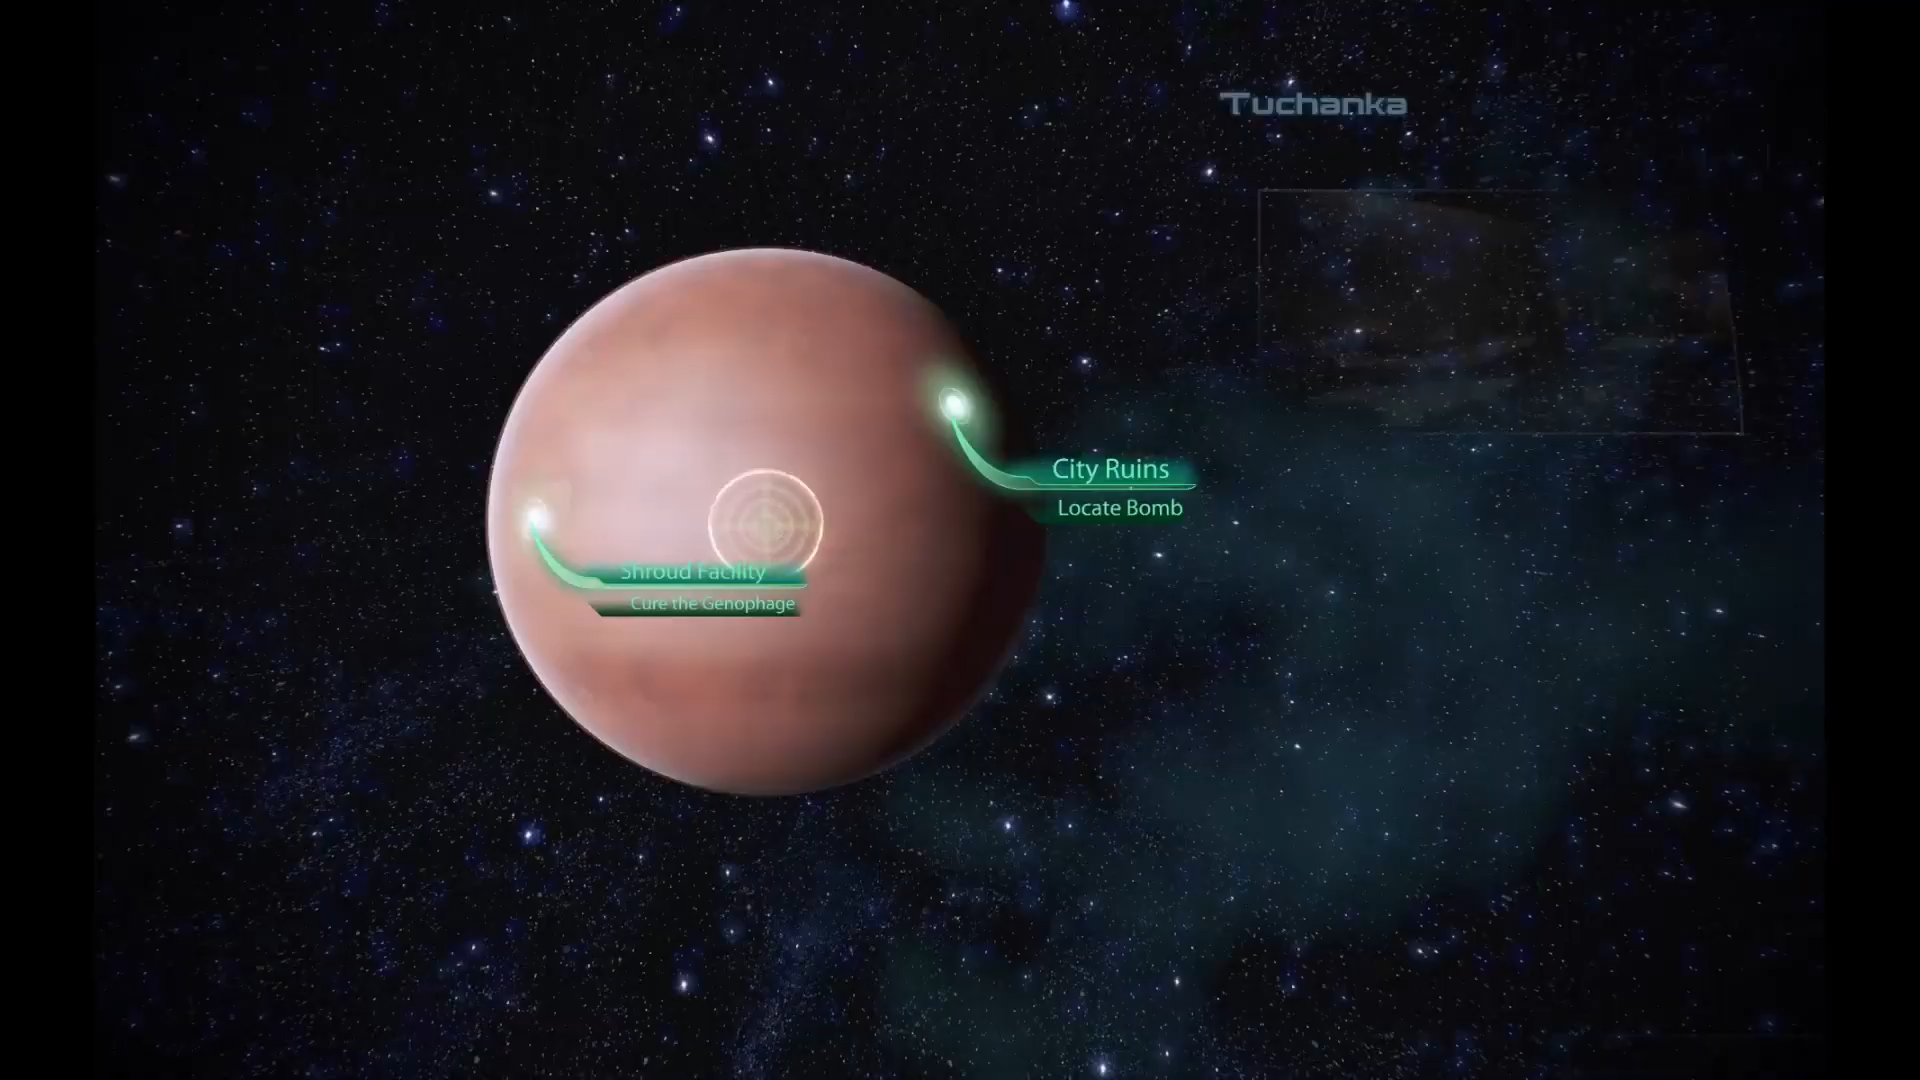 Tuchanka
City Ruins
Locate Bomb
Shroud Facility
Cure the Genophage